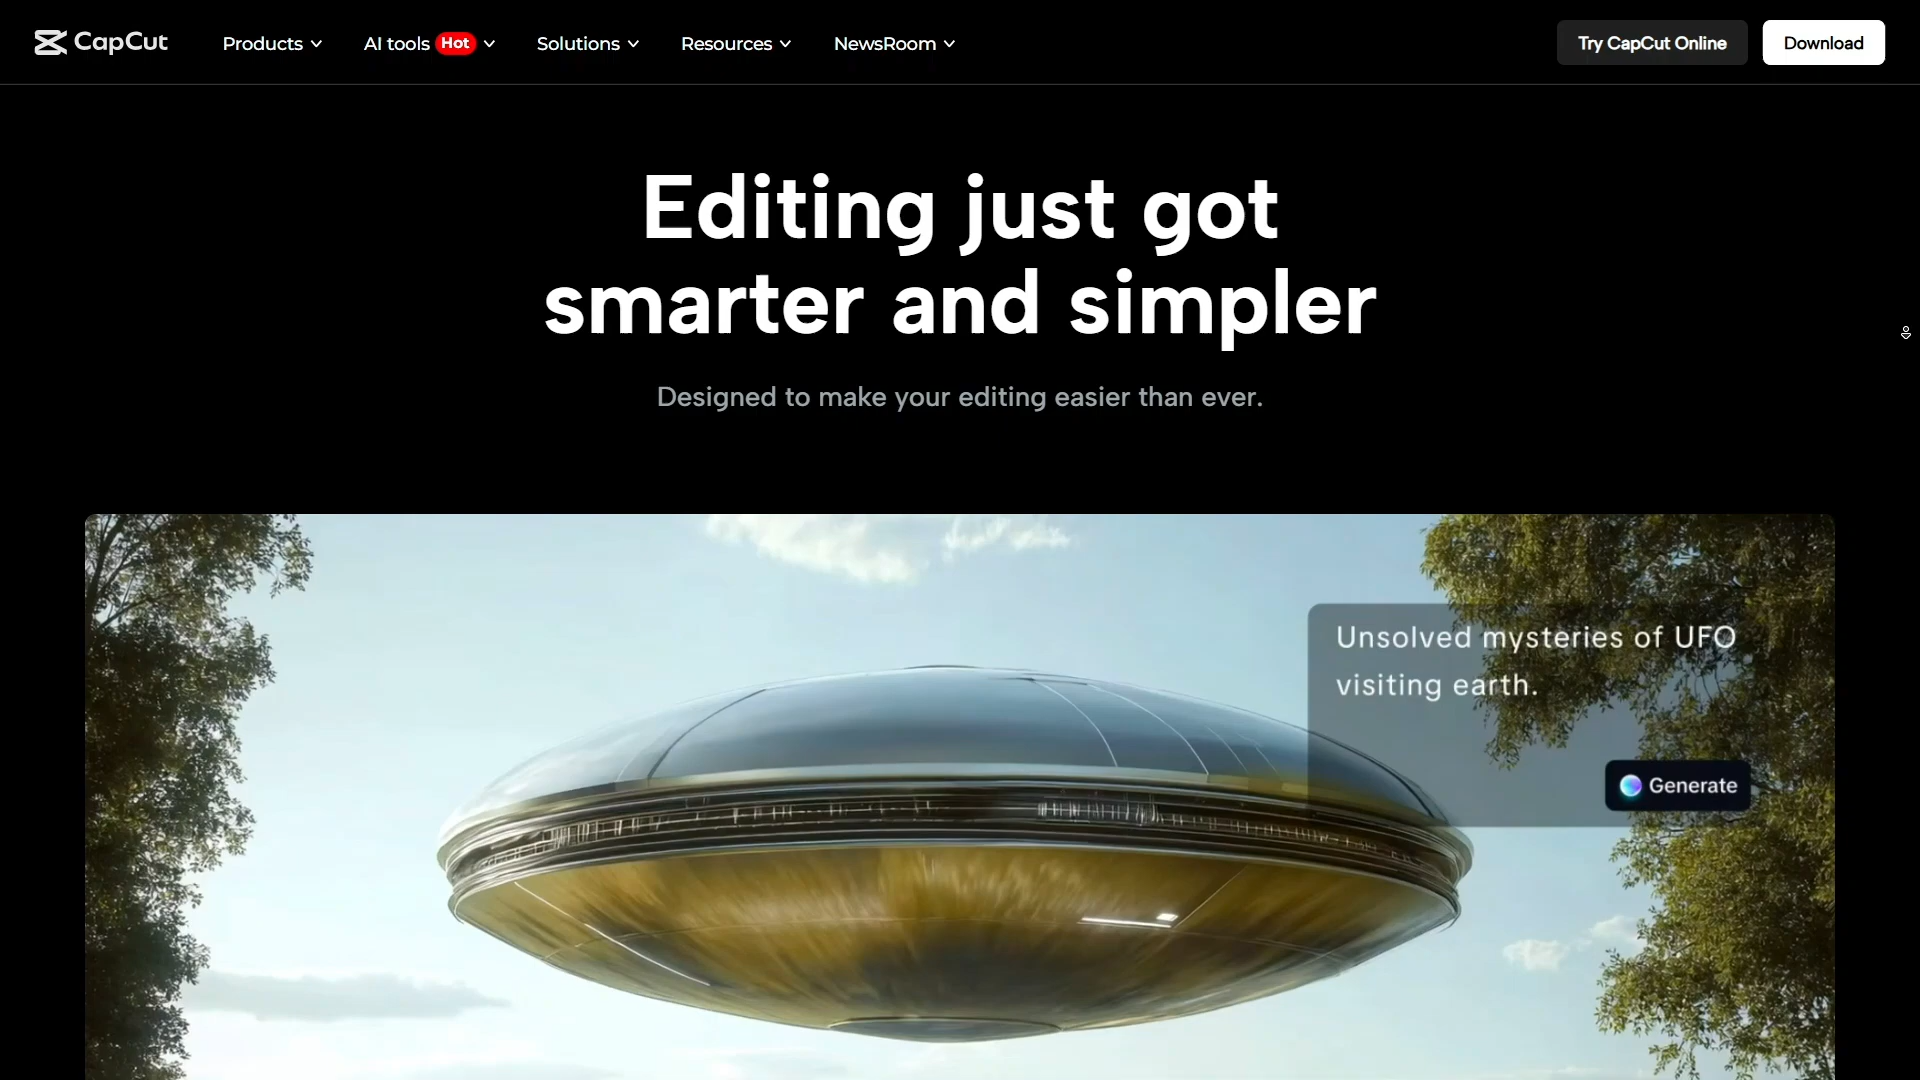 CapCut
Products
AI tools Hot
Solutions
Resources
NewsRoom
Try CapCut Online
Download
Editing just got
smarter and simpler
Designed to make your editing easier than ever.
Unsolved mysteries of UFO
visiting earth.
Generate